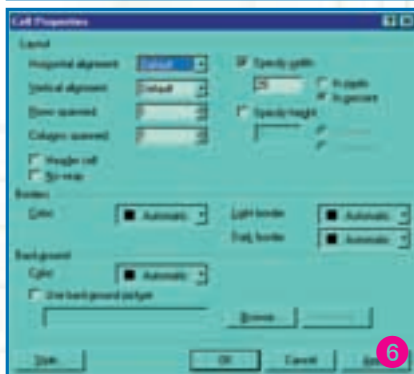 Cell Properties
Layout
Horizontal alignment Default
Specify width
Vertical alignment Default
In pixels
In percent
Rows spanned
Specify height
Columns spanned
Header cell
No wrap
Borders
Color Automatic
Light border Automatic
Dark border Automatic
Background
Color Automatic
Use background picture
Browse...
Style... OK Cancel
6